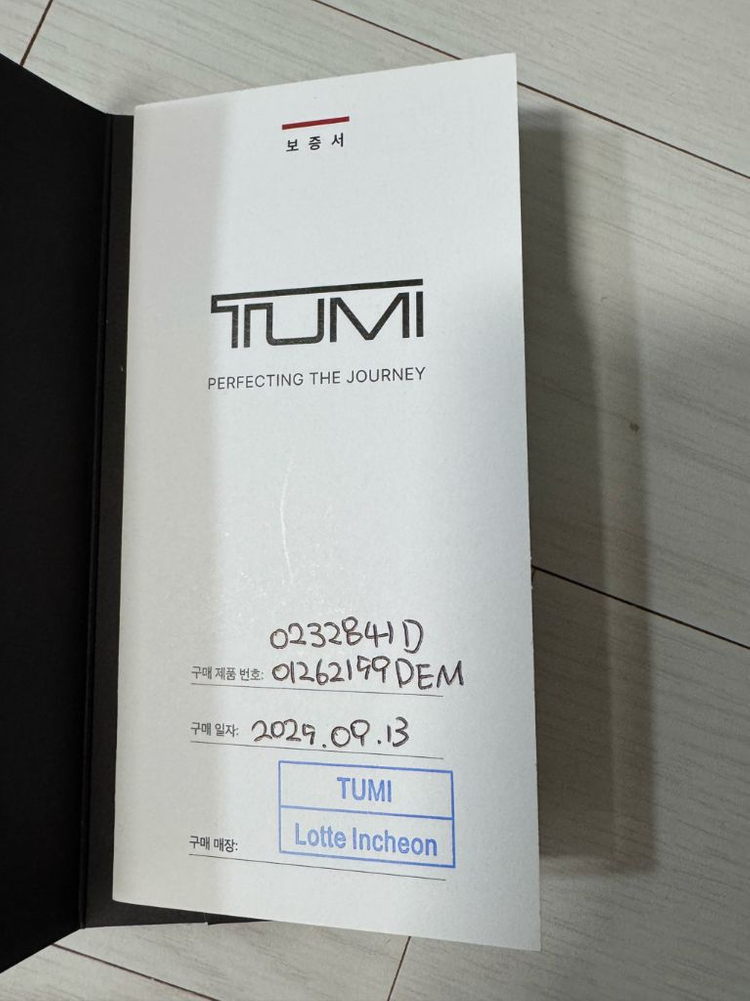 보증서
TUMI
PERFECTING THE JOURNEY
0232841D
구매 제품 번호: 01262199DEM
구매 일자: 2025.09.13
TUMI
구매 매장: Lotte Incheon